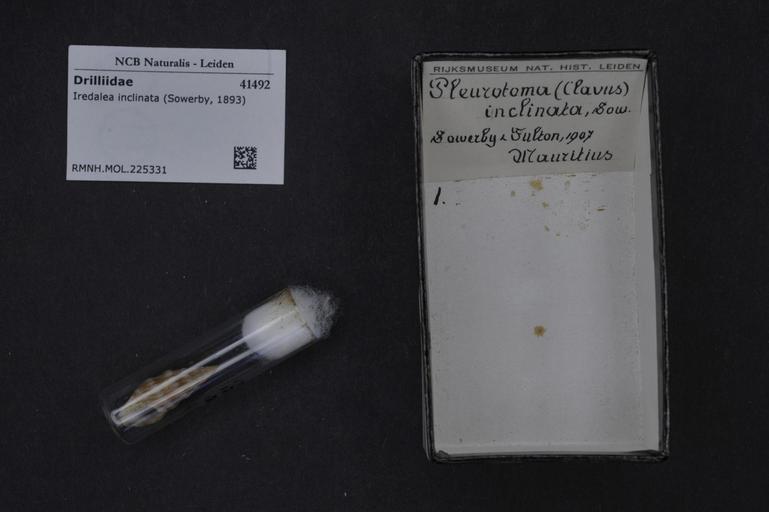 NCB Naturalis - Leiden
Drilliidae 41492
Iredalea inclinata (Sowerby, 1893)
RMNH.MOL.225331
RIJKSMUSEUM NAT. HIST. LEIDEN
Pleurotoma (Clavus)
inclinata, Sow.
Sowerby & Fulton, 1907
Mauritius
1.